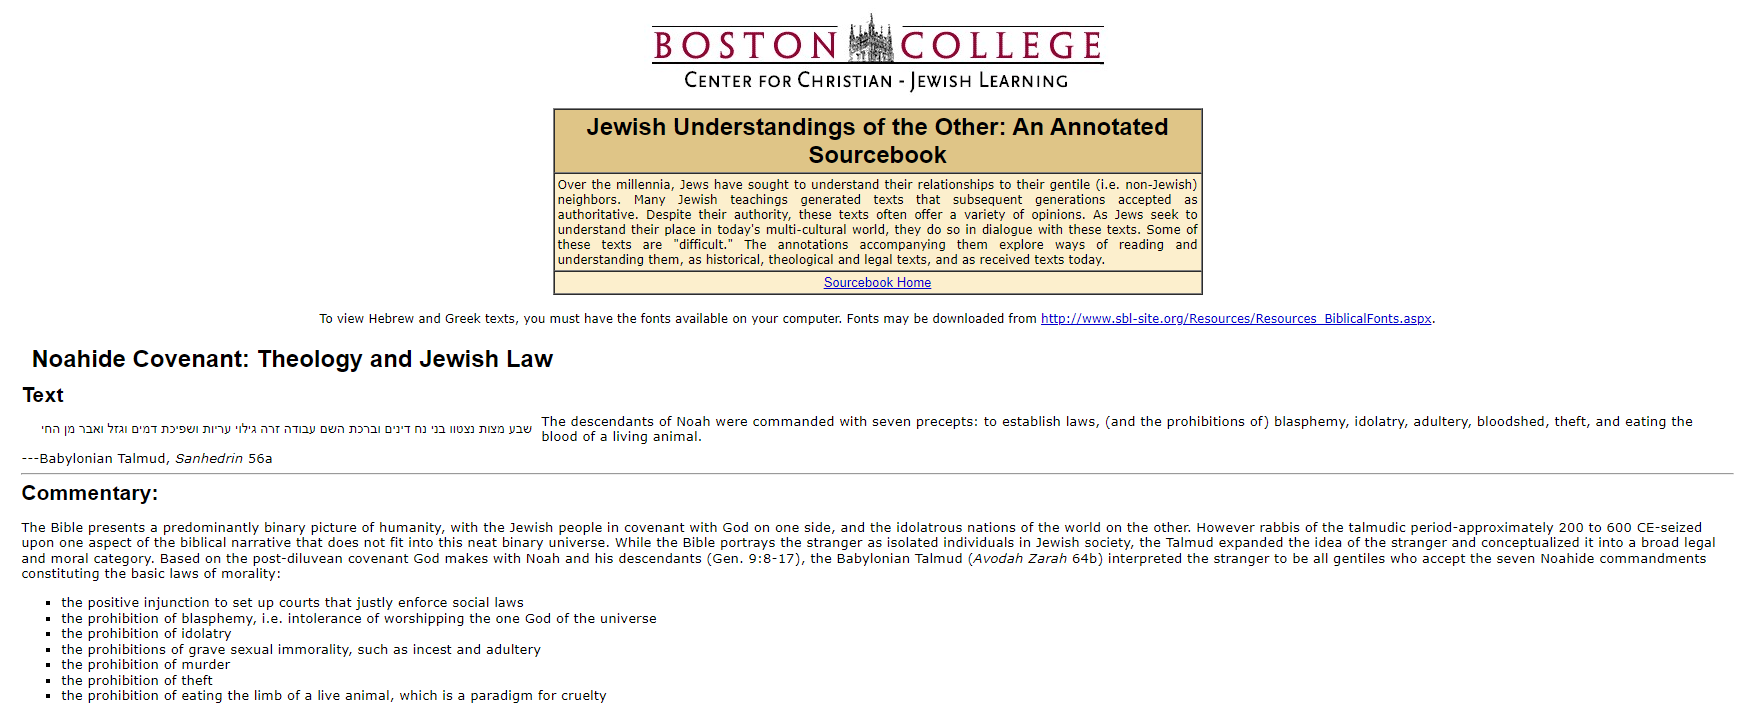 BOSTON COLLEGE
CENTER FOR CHRISTIAN - JEWISH LEARNING
Jewish Understandings of the Other: An Annotated
Sourcebook
Over the millennia, Jews have sought to understand their relationships to their gentile (i.e. non-Jewish)
neighbors. Many Jewish teachings generated texts that subsequent generations accepted as
authoritative. Despite their authority, these texts often offer a variety of opinions. As Jews seek to
understand their place in today's multi-cultural world, they do so in dialogue with these texts. Some of
these texts are "difficult." The annotations accompanying them explore ways of reading and
understanding them, as historical, theological and legal texts, and as received texts today.
Sourcebook Home
To view Hebrew and Greek texts, you must have the fonts available on your computer. Fonts may be downloaded from http://www.sbl-site.org/Resources/Resources_BiblicalFonts.aspx.
Noahide Covenant: Theology and Jewish Law
Text
שבע מצות נצטוו בני נח דינים וברכת השם עבודה זרה גילוי עריות ושפיכת דמים וגזל ואבר מן החי
The descendants of Noah were commanded with seven precepts: to establish laws, (and the prohibitions of) blasphemy, idolatry, adultery, bloodshed, theft, and eating the
blood of a living animal.
---Babylonian Talmud, Sanhedrin 56a
Commentary:
The Bible presents a predominantly binary picture of humanity, with the Jewish people in covenant with God on one side, and the idolatrous nations of the world on the other. However rabbis of the talmudic period-approximately 200 to 600 CE-seized
upon one aspect of the biblical narrative that does not fit into this neat binary universe. While the Bible portrays the stranger as isolated individuals in Jewish society, the Talmud expanded the idea of the stranger and conceptualized it into a broad legal
and moral category. Based on the post-diluvean covenant God makes with Noah and his descendants (Gen. 9:8-17), the Babylonian Talmud (Avodah Zarah 64b) interpreted the stranger to be all gentiles who accept the seven Noahide commandments
constituting the basic laws of morality:
▪ the positive injunction to set up courts that justly enforce social laws
▪ the prohibition of blasphemy, i.e. intolerance of worshipping the one God of the universe
▪ the prohibition of idolatry
▪ the prohibitions of grave sexual immorality, such as incest and adultery
▪ the prohibition of murder
▪ the prohibition of theft
▪ the prohibition of eating the limb of a live animal, which is a paradigm for cruelty